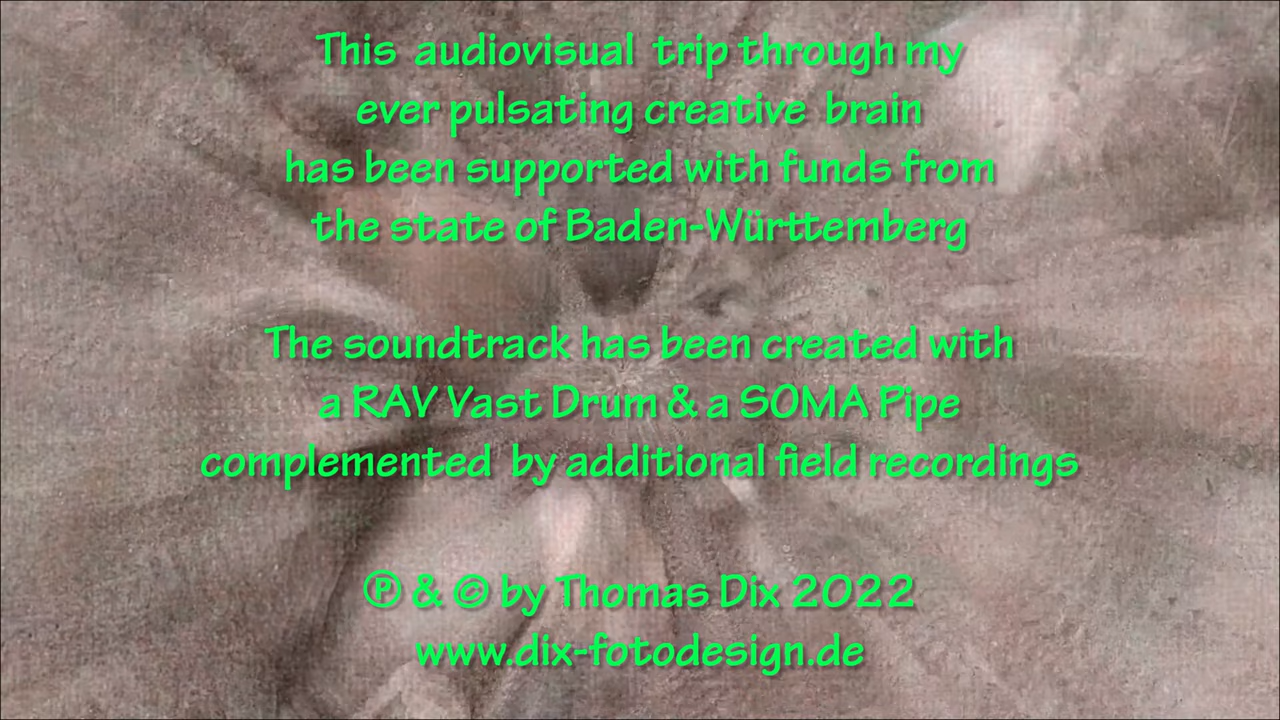 This audiovisual trip through my
ever pulsating creative brain
has been supported with funds from
the state of Baden-Württemberg
The soundtrack has been created with
a RAV Vast Drum & a SOMA Pipe
complemented by additional field recordings
℗ & © by Thomas Dix 2022
www.dix-fotodesign.de